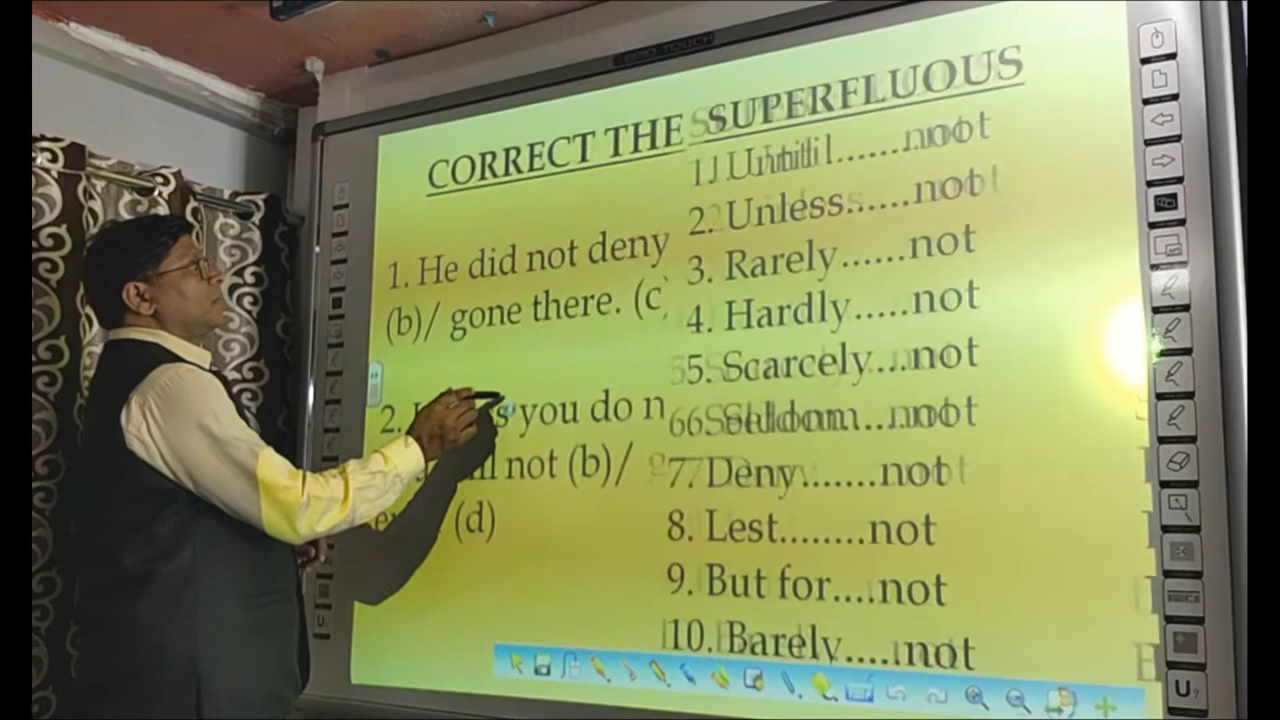 CORRECT THE SUPERFLUOUS
1. He did not deny
(b)/ gone there. (c)
2. you do n
not (b)/
(d)
1. Until......not
2. Unless......not
3. Rarely......not
4. Hardly.....not
5. Scarcely...not
6. Seldom...not
7. Deny.......not
8. Lest........not
9. But for....not
10. Barely....not